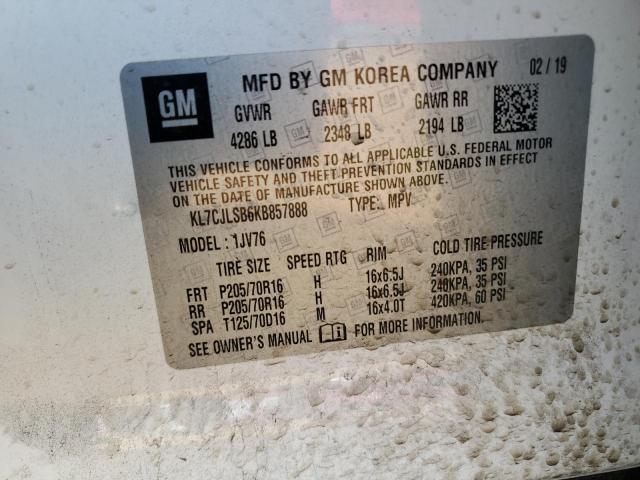 GM
MFD BY GM KOREA COMPANY 02 / 19
GVWR GAWR FRT GAWR RR
4286 LB 2348 LB 2194 LB
THIS VEHICLE CONFORMS TO ALL APPLICABLE U.S. FEDERAL MOTOR
VEHICLE SAFETY AND THEFT PREVENTION STANDARDS IN EFFECT
ON THE DATE OF MANUFACTURE SHOWN ABOVE.
KL7CJLSB6KB857888 TYPE: MPV
MODEL : 1JV76
TIRE SIZE SPEED RTG RIM COLD TIRE PRESSURE
FRT P205/70R16 H 16x6.5J 240KPA, 35 PSI
RR P205/70R16 H 16x6.5J 240KPA, 35 PSI
SPA T125/70D16 M 16x4.0T 420KPA, 60 PSI
SEE OWNER'S MANUAL FOR MORE INFORMATION.